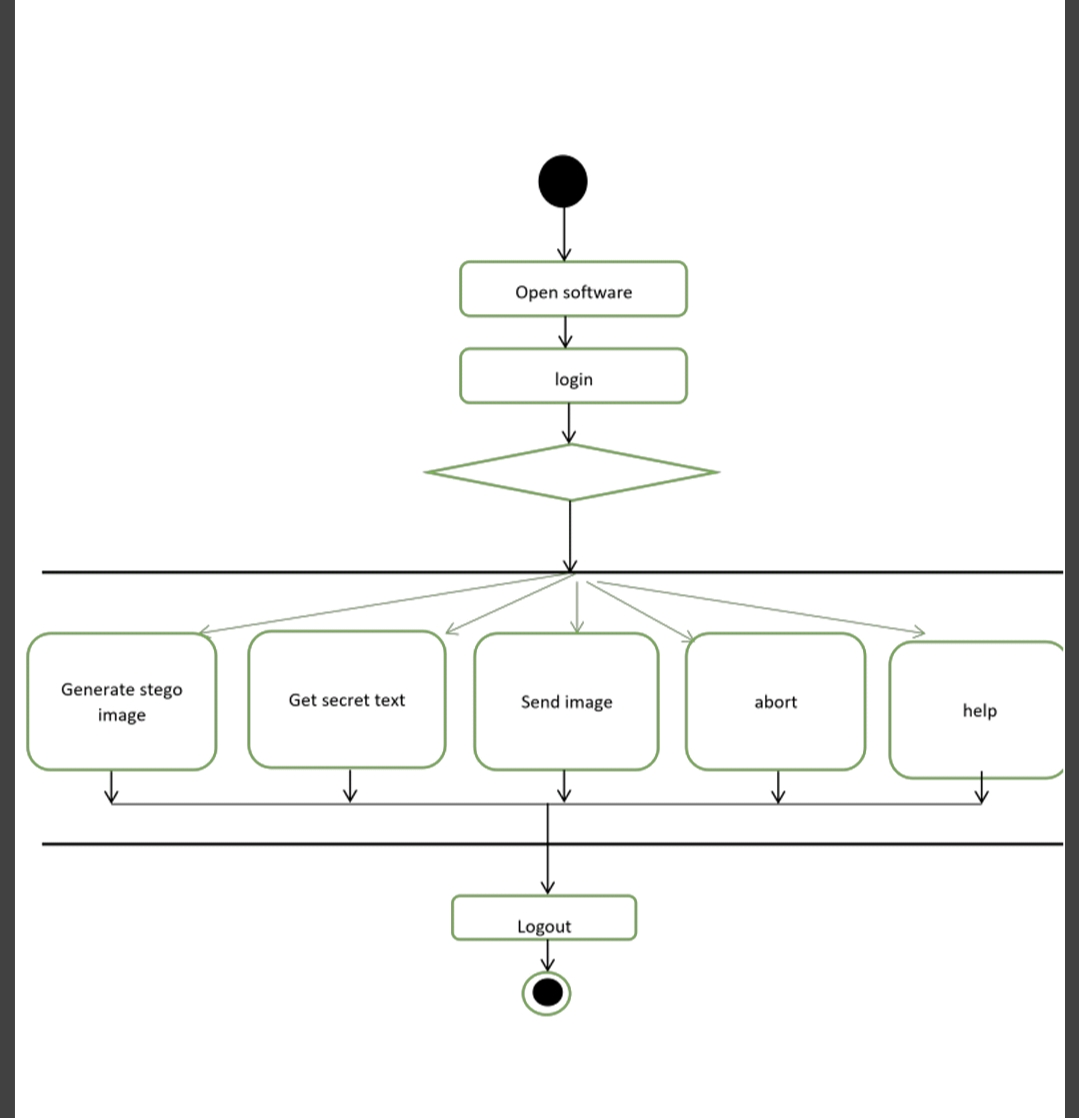 Open software
login
Generate stego
image
Get secret text
Send image
abort
help
Logout